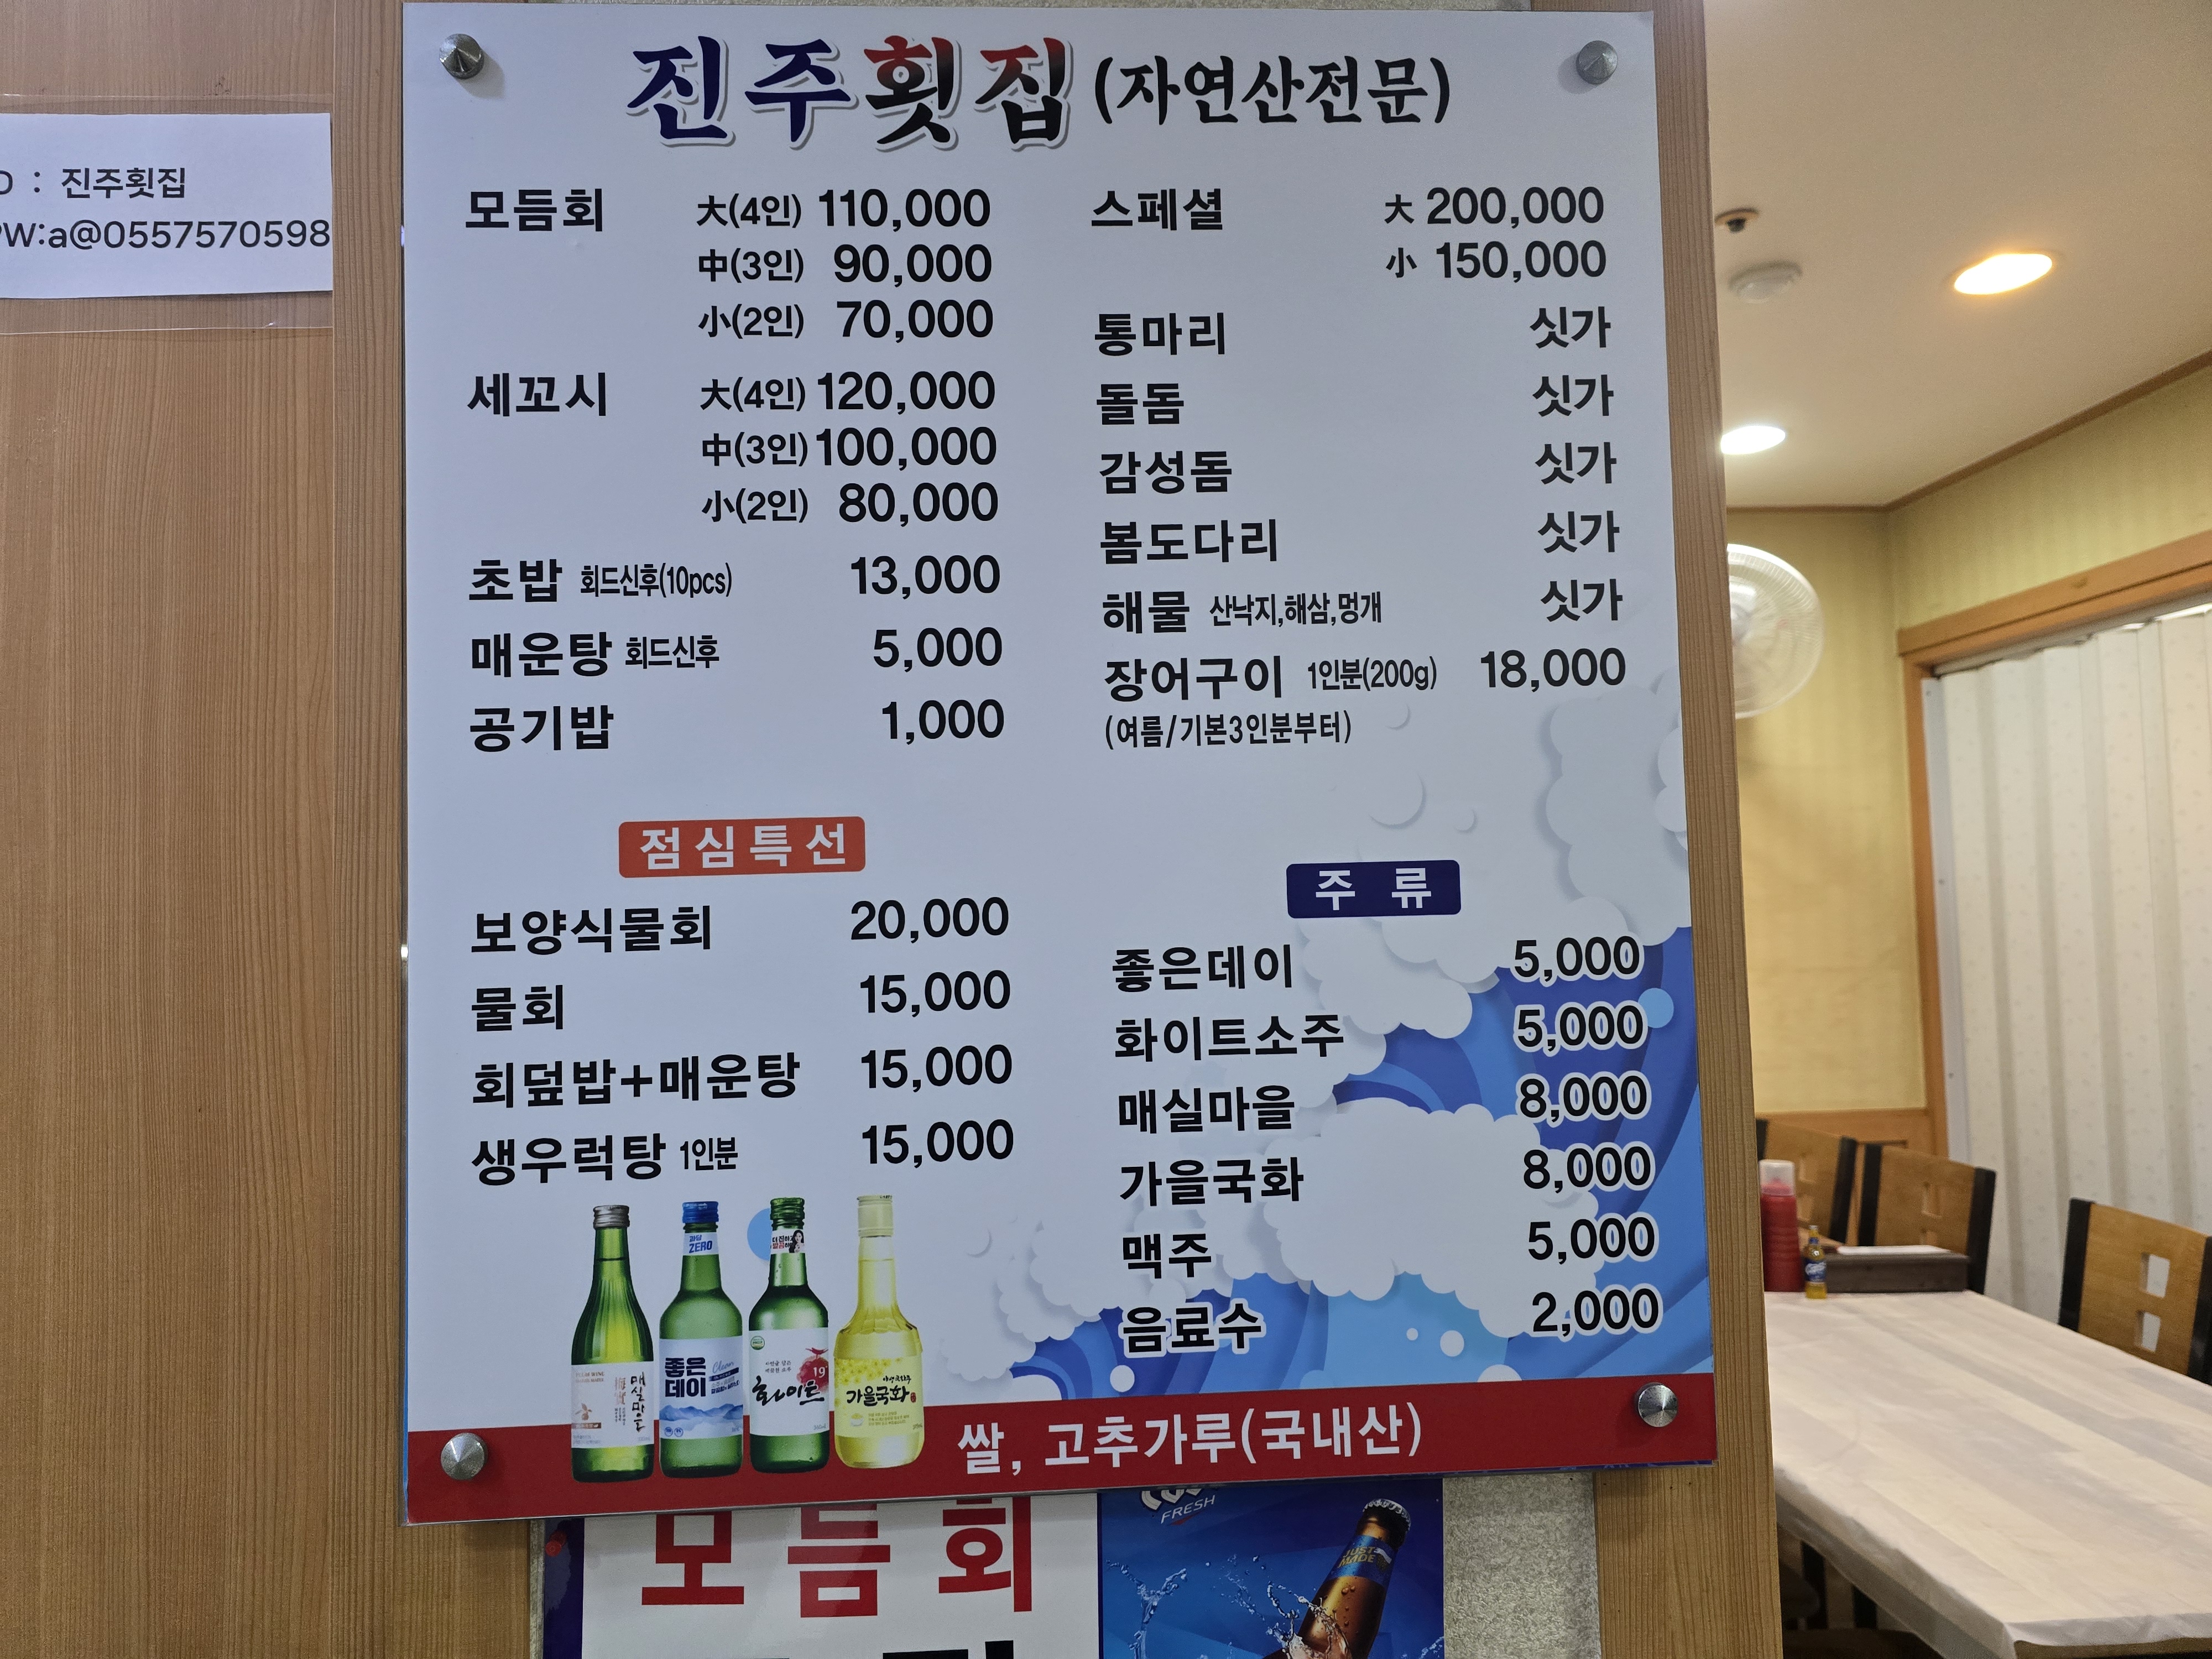 진주횟집 (자연산전문)
D : 진주횟집
PW:a@0557570598
모듬회 大(4인) 110,000
中(3인) 90,000
小(2인) 70,000
세꼬시 大(4인) 120,000
中(3인) 100,000
小(2인) 80,000
초밥 회드신후(10pcs) 13,000
매운탕 회드신후 5,000
공기밥 1,000
스페셜 大 200,000
小 150,000
통마리 싯가
돌돔 싯가
감성돔 싯가
봄도다리 싯가
해물 산낙지,해삼,멍개 싯가
장어구이 1인분(200g) 18,000
(여름/기본3인분부터)
점심특선
보양식물회 20,000
물회 15,000
회덮밥+매운탕 15,000
생우럭탕 1인분 15,000
주 류
좋은데이 5,000
화이트소주 5,000
매실마을 8,000
가을국화 8,000
맥주 5,000
음료수 2,000
매실마을
ZERO
좋은
데이
Clean
19
화이트
가을국화
쌀, 고추가루(국내산)
모듬회
FRESH
JUST
MADE